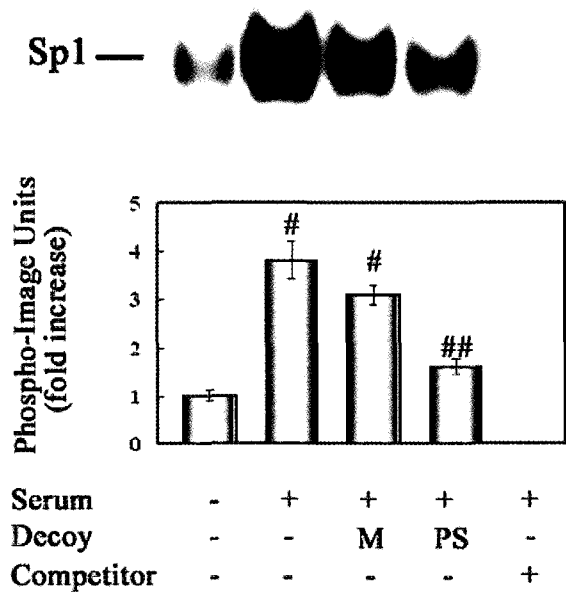 Sp1
Phospho-Image Units
(fold increase)
5
4
3
2
1
0
#
#
##
Serum - + + + +
Decoy - - M PS -
Competitor - - - - +